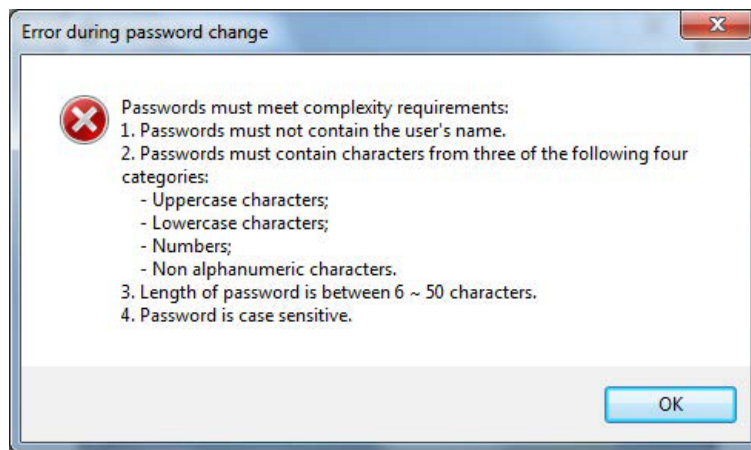 Error during password change
Passwords must meet complexity requirements:
1. Passwords must not contain the user's name.
2. Passwords must contain characters from three of the following four
categories:
- Uppercase characters;
- Lowercase characters;
- Numbers;
- Non alphanumeric characters.
3. Length of password is between 6 ~ 50 characters.
4. Password is case sensitive.
OK